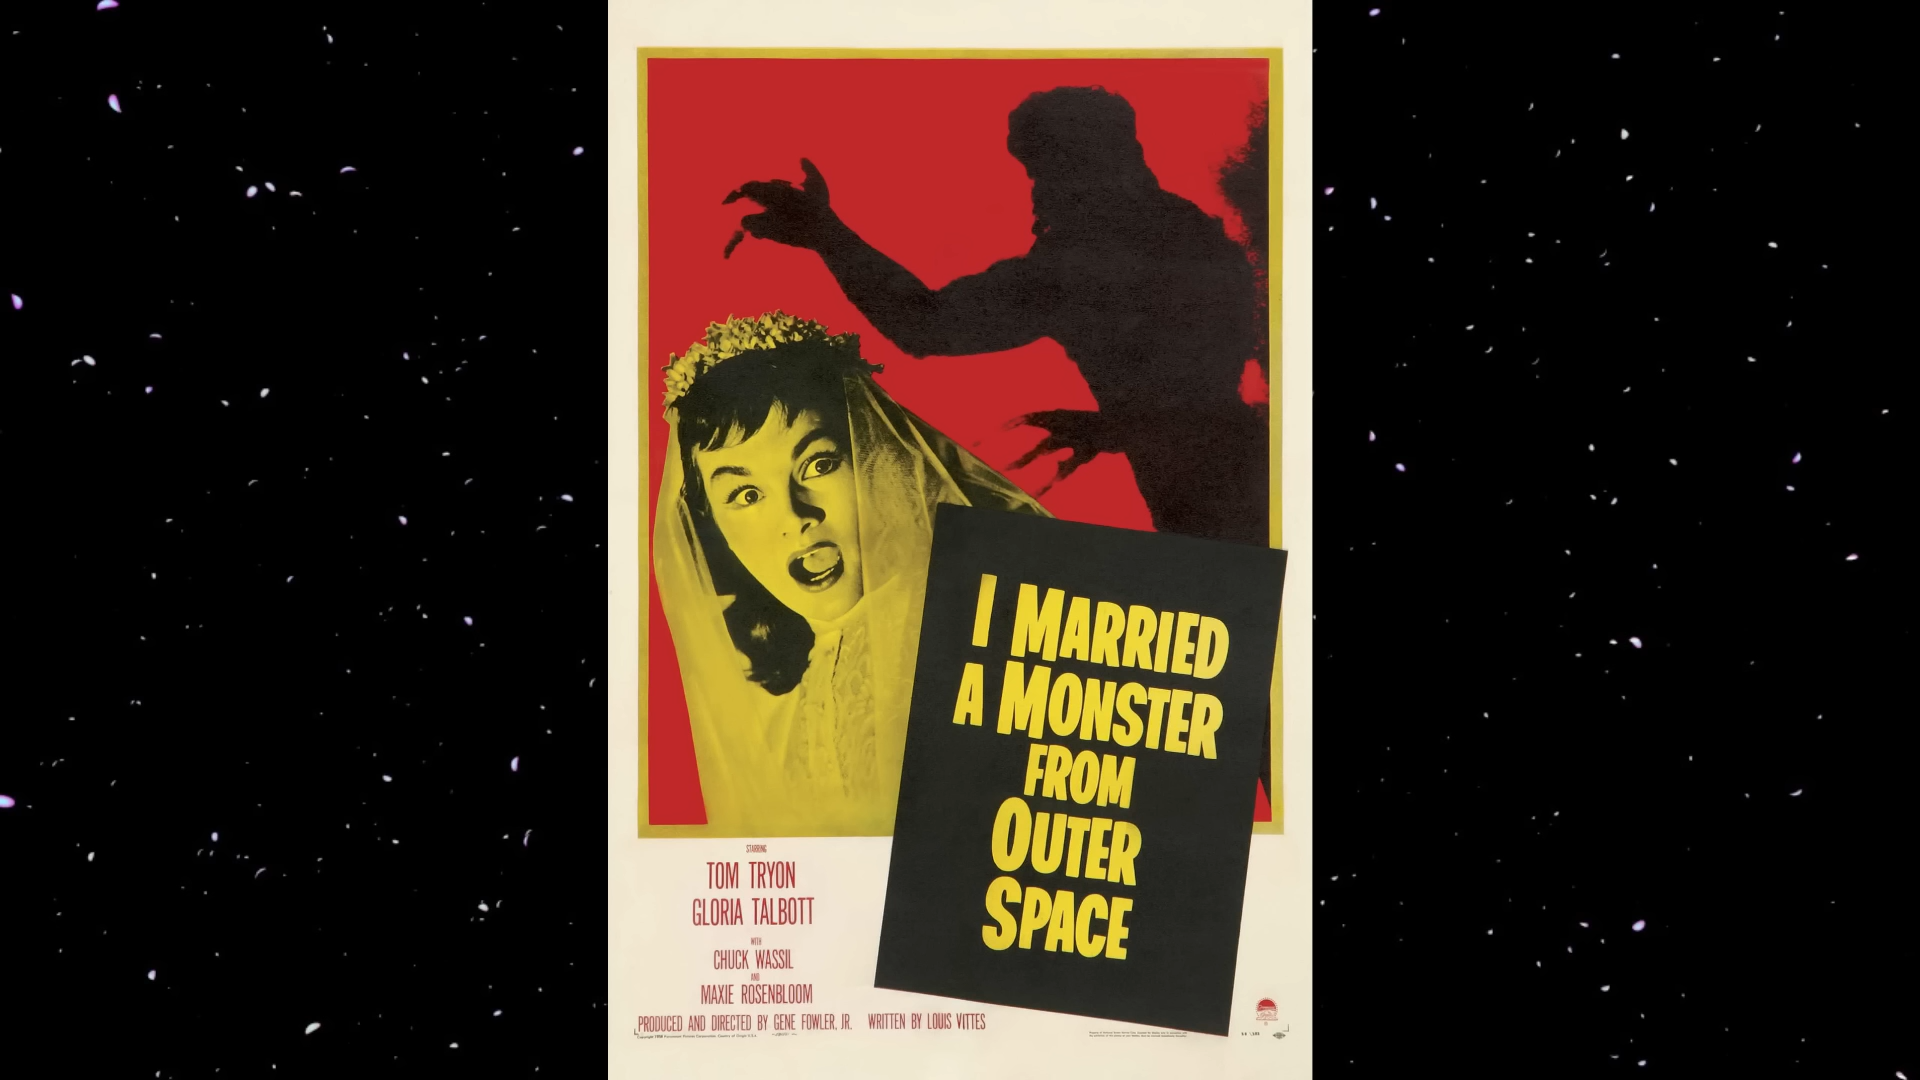 I MARRIED
A MONSTER
FROM
OUTER
SPACE
STARRING
TOM TRYON
GLORIA TALBOTT
WITH
CHUCK WASSIL
AND
MAXIE ROSENBLOOM
PRODUCED AND DIRECTED BY GENE FOWLER, JR. WRITTEN BY LOUIS VITTES